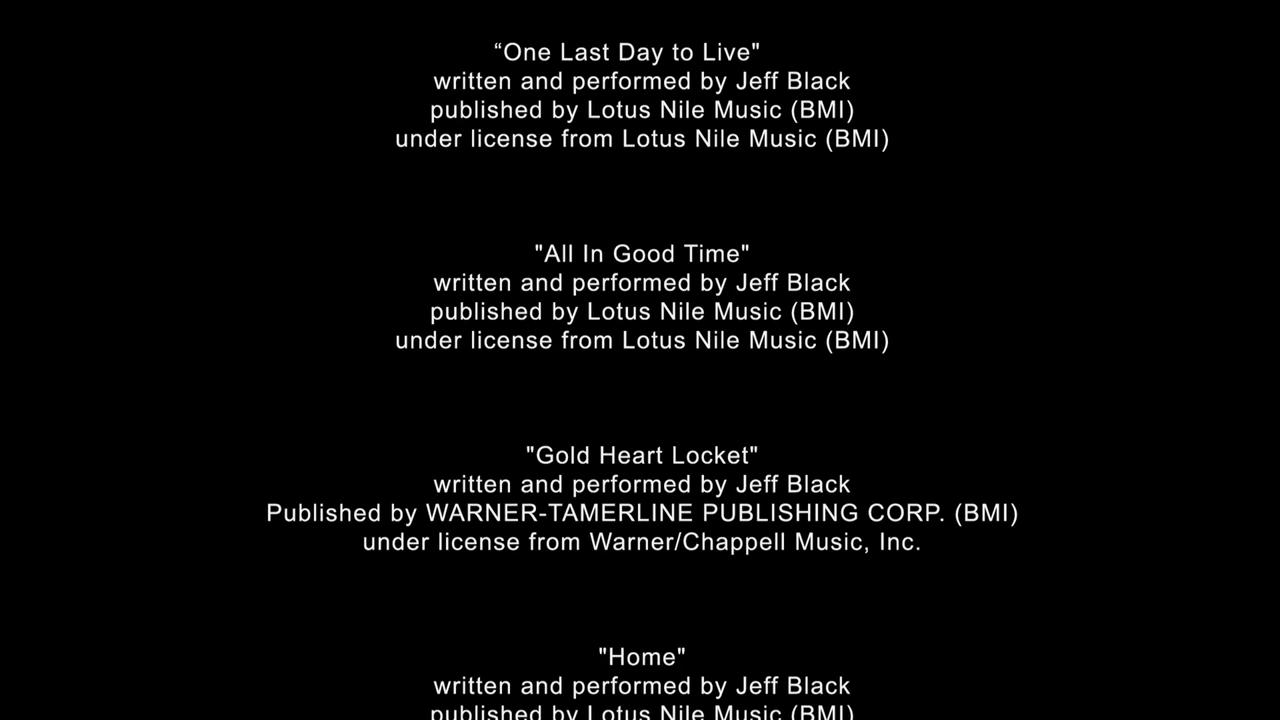 “One Last Day to Live"
written and performed by Jeff Black
published by Lotus Nile Music (BMI)
under license from Lotus Nile Music (BMI)
"All In Good Time"
written and performed by Jeff Black
published by Lotus Nile Music (BMI)
under license from Lotus Nile Music (BMI)
"Gold Heart Locket"
written and performed by Jeff Black
Published by WARNER-TAMERLINE PUBLISHING CORP. (BMI)
under license from Warner/Chappell Music, Inc.
"Home"
written and performed by Jeff Black
published by Lotus Nile Music (BMI)